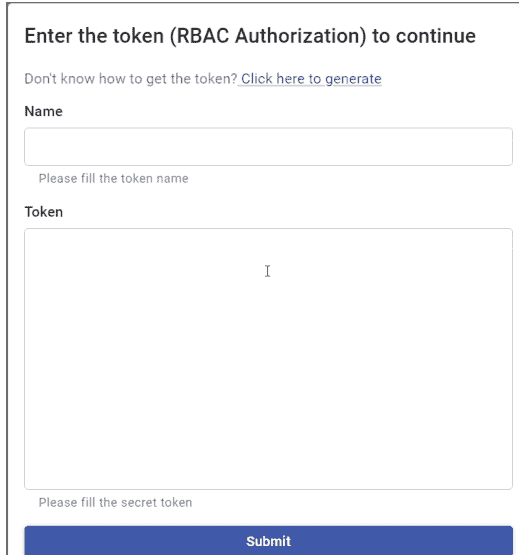 Enter the token (RBAC Authorization) to continue
Don't know how to get the token? Click here to generate
Name
Please fill the token name
Token
Please fill the secret token
Submit